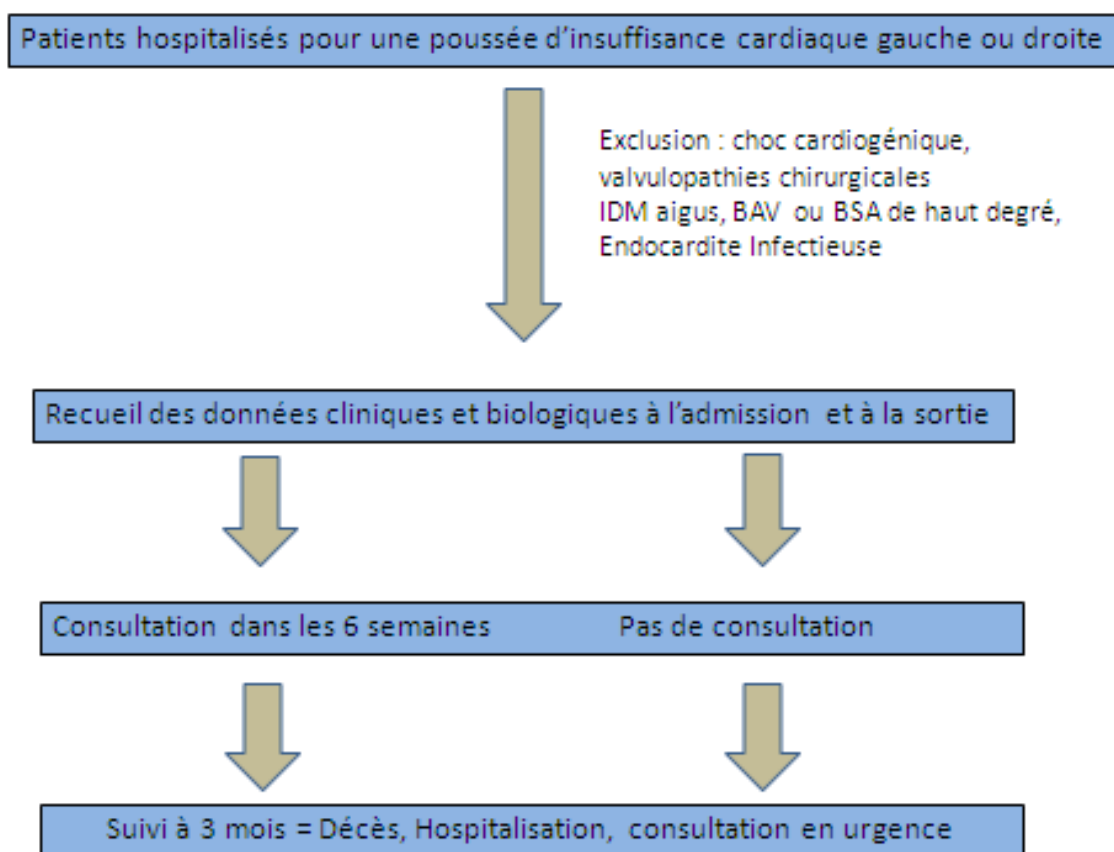 Patients hospitalisés pour une poussée d'insuffisance cardiaque gauche ou droite
Exclusion : choc cardiogénique,
valvulopathies chirurgicales
IDM aigus, BAV ou BSA de haut degré,
Endocardite Infectieuse
Recueil des données cliniques et biologiques à l'admission et à la sortie
Consultation dans les 6 semaines
Pas de consultation
Suivi à 3 mois = Décès, Hospitalisation, consultation en urgence